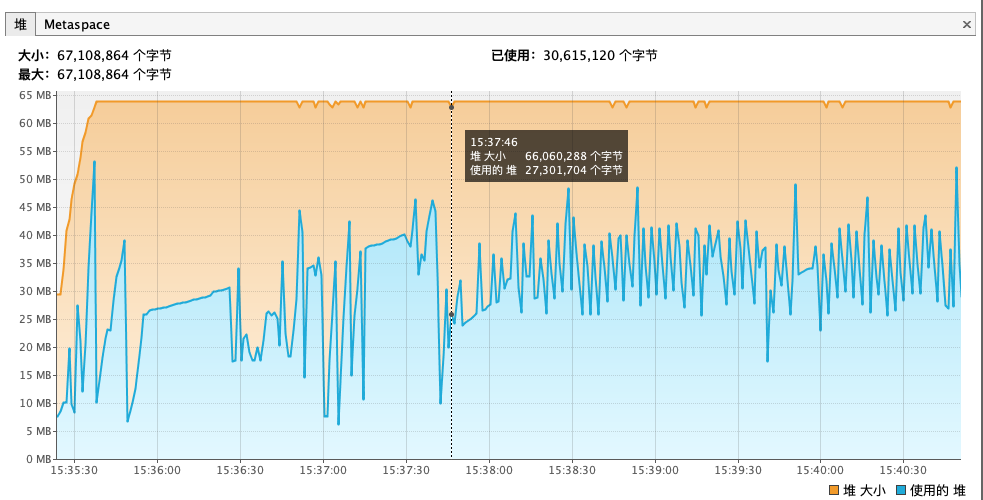 堆 Metaspace ×
大小: 67,108,864 个字节 已使用: 30,615,120 个字节
最大: 67,108,864 个字节
65 MB
60 MB
55 MB
50 MB
45 MB
40 MB
35 MB
30 MB
25 MB
20 MB
15 MB
10 MB
5 MB
0 MB
15:37:46
堆 大小 66,060,288 个字节
使用的 堆 27,301,704 个字节
15:35:30 15:36:00 15:36:30 15:37:00 15:37:30 15:38:00 15:38:30 15:39:00 15:39:30 15:40:00 15:40:30
堆 大小 使用的 堆